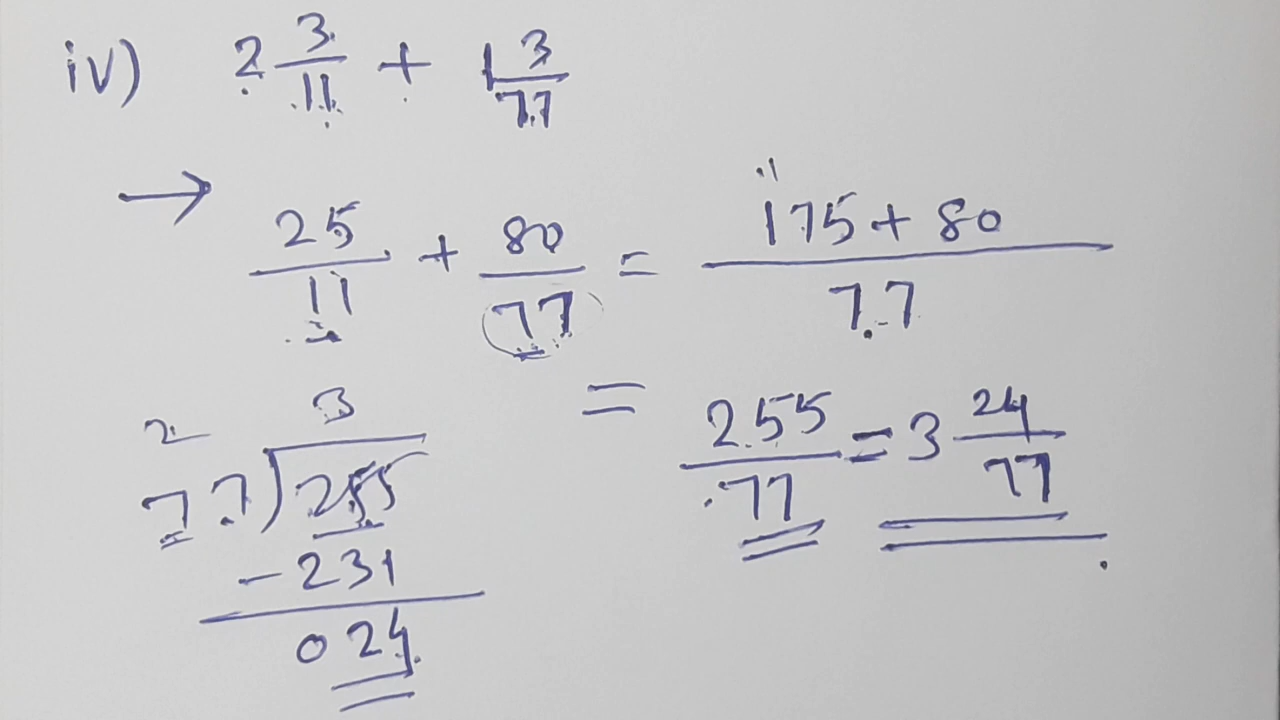 iv) 2 3/11 + 1 3/77
→ 25/11 + 80/77 = 175 + 80/77
= 255/77 = 3 24/77
2 3
77)255
-231
024